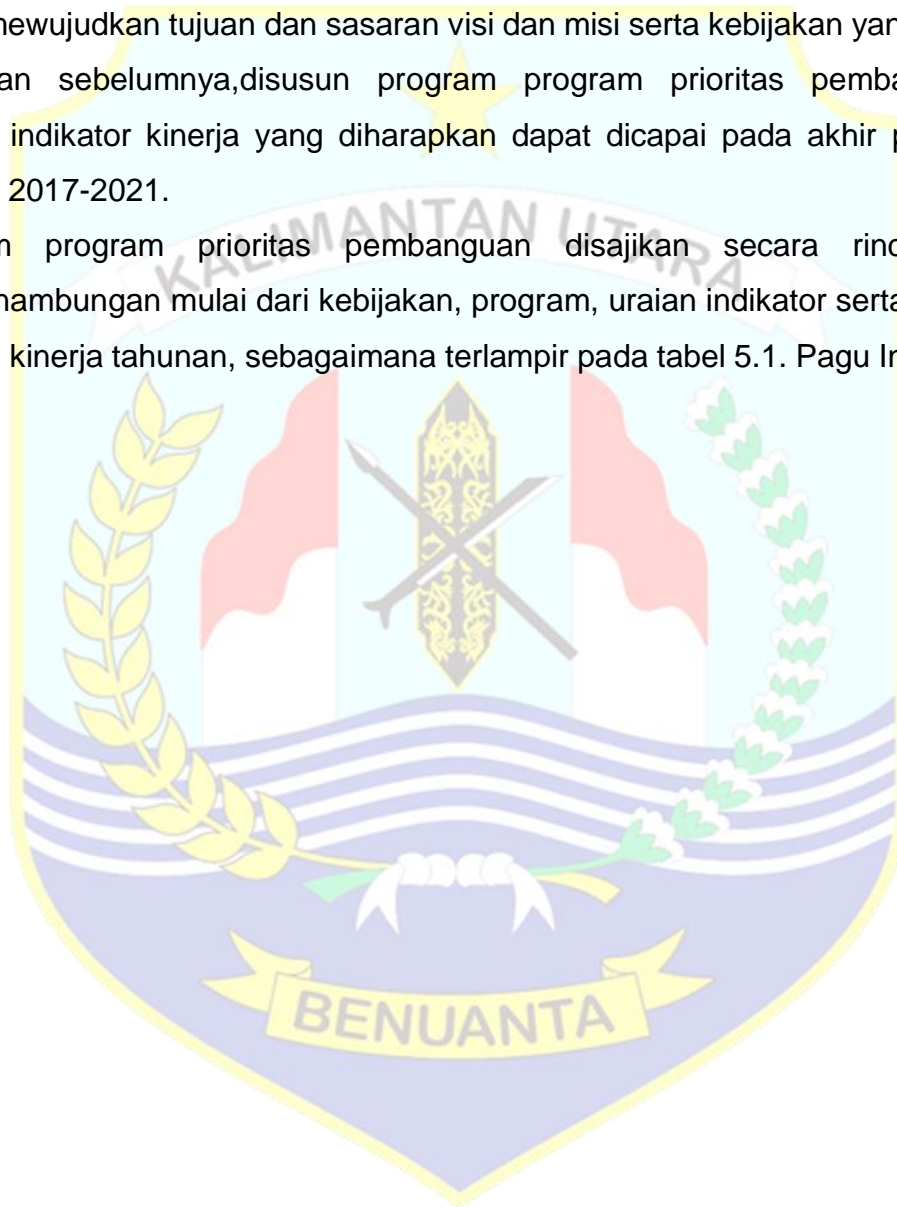 ewujudkan tujuan dan sasaran visi dan misi serta kebijakan yan
an sebelumnya,disusun program program prioritas pemba
indikator kinerja yang diharapkan dapat dicapai pada akhir p
2017-2021.
program prioritas pembanguan disajikan secara rinc
ambungan mulai dari kebijakan, program, uraian indikator serta
kinerja tahunan, sebagaimana terlampir pada tabel 5.1. Pagu In
KALIMANTAN UTARA
BENUANTA